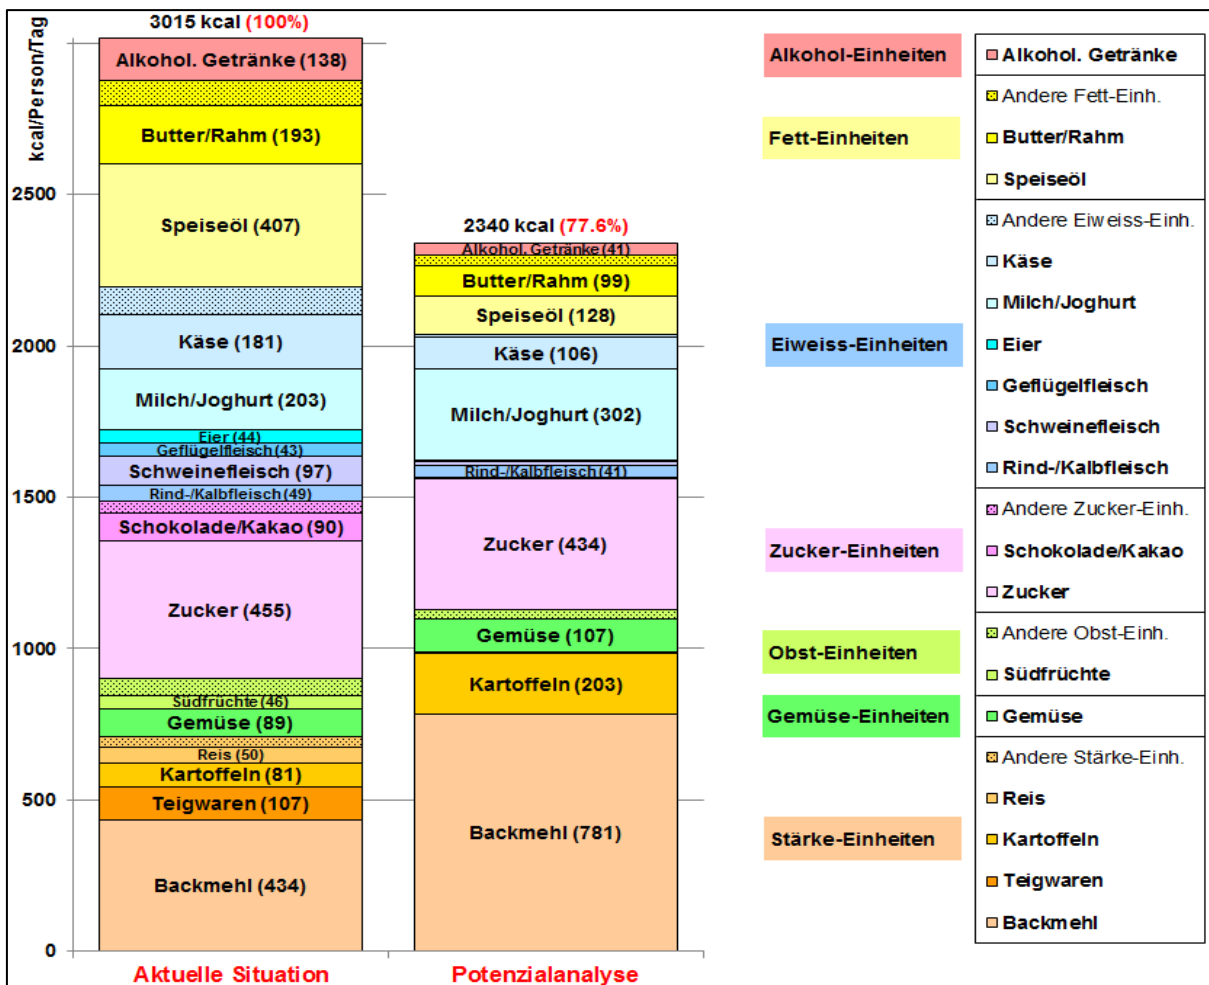 3015 kcal (100%)
kcal/Person/Tag
2500
2000
1500
1000
500
0
Alkohol. Getränke (138)
Butter/Rahm (193)
Speiseöl (407)
Käse (181)
Milch/Joghurt (203)
Eier (44)
Geflügelfleisch (43)
Schweinefleisch (97)
Rind-/Kalbfleisch (49)
Schokolade/Kakao (90)
Zucker (455)
Südfrüchte (46)
Gemüse (89)
Reis (50)
Kartoffeln (81)
Teigwaren (107)
Backmehl (434)
Aktuelle Situation
2340 kcal (77.6%)
Alkohol. Getränke (41)
Butter/Rahm (99)
Speiseöl (128)
Käse (106)
Milch/Joghurt (302)
Rind-/Kalbfleisch (41)
Zucker (434)
Gemüse (107)
Kartoffeln (203)
Backmehl (781)
Potenzialanalyse
Alkohol-Einheiten
Fett-Einheiten
Eiweiss-Einheiten
Zucker-Einheiten
Obst-Einheiten
Gemüse-Einheiten
Stärke-Einheiten
Alkohol. Getränke
Andere Fett-Einh.
Butter/Rahm
Speiseöl
Andere Eiweiss-Einh.
Käse
Milch/Joghurt
Eier
Geflügelfleisch
Schweinefleisch
Rind-/Kalbfleisch
Andere Zucker-Einh.
Schokolade/Kakao
Zucker
Andere Obst-Einh.
Südfrüchte
Gemüse
Andere Stärke-Einh.
Reis
Kartoffeln
Teigwaren
Backmehl